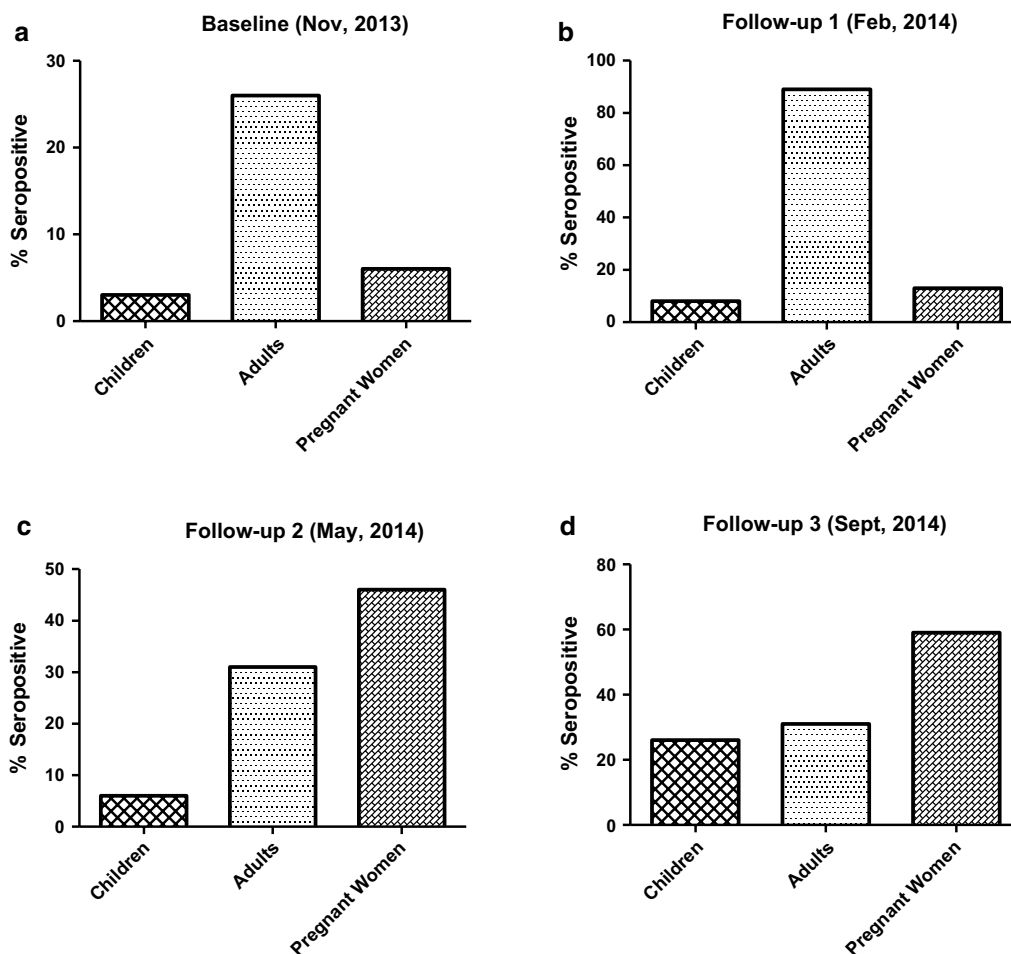 a
Baseline (Nov, 2013)
% Seropositive
30
20
10
0
Children
Adults
Pregnant Women
b
Follow-up 1 (Feb, 2014)
% Seropositive
100
80
60
40
20
0
Children
Adults
Pregnant Women
c
Follow-up 2 (May, 2014)
% Seropositive
50
40
30
20
10
0
Children
Adults
Pregnant Women
d
Follow-up 3 (Sept, 2014)
% Seropositive
80
60
40
20
0
Children
Adults
Pregnant Women